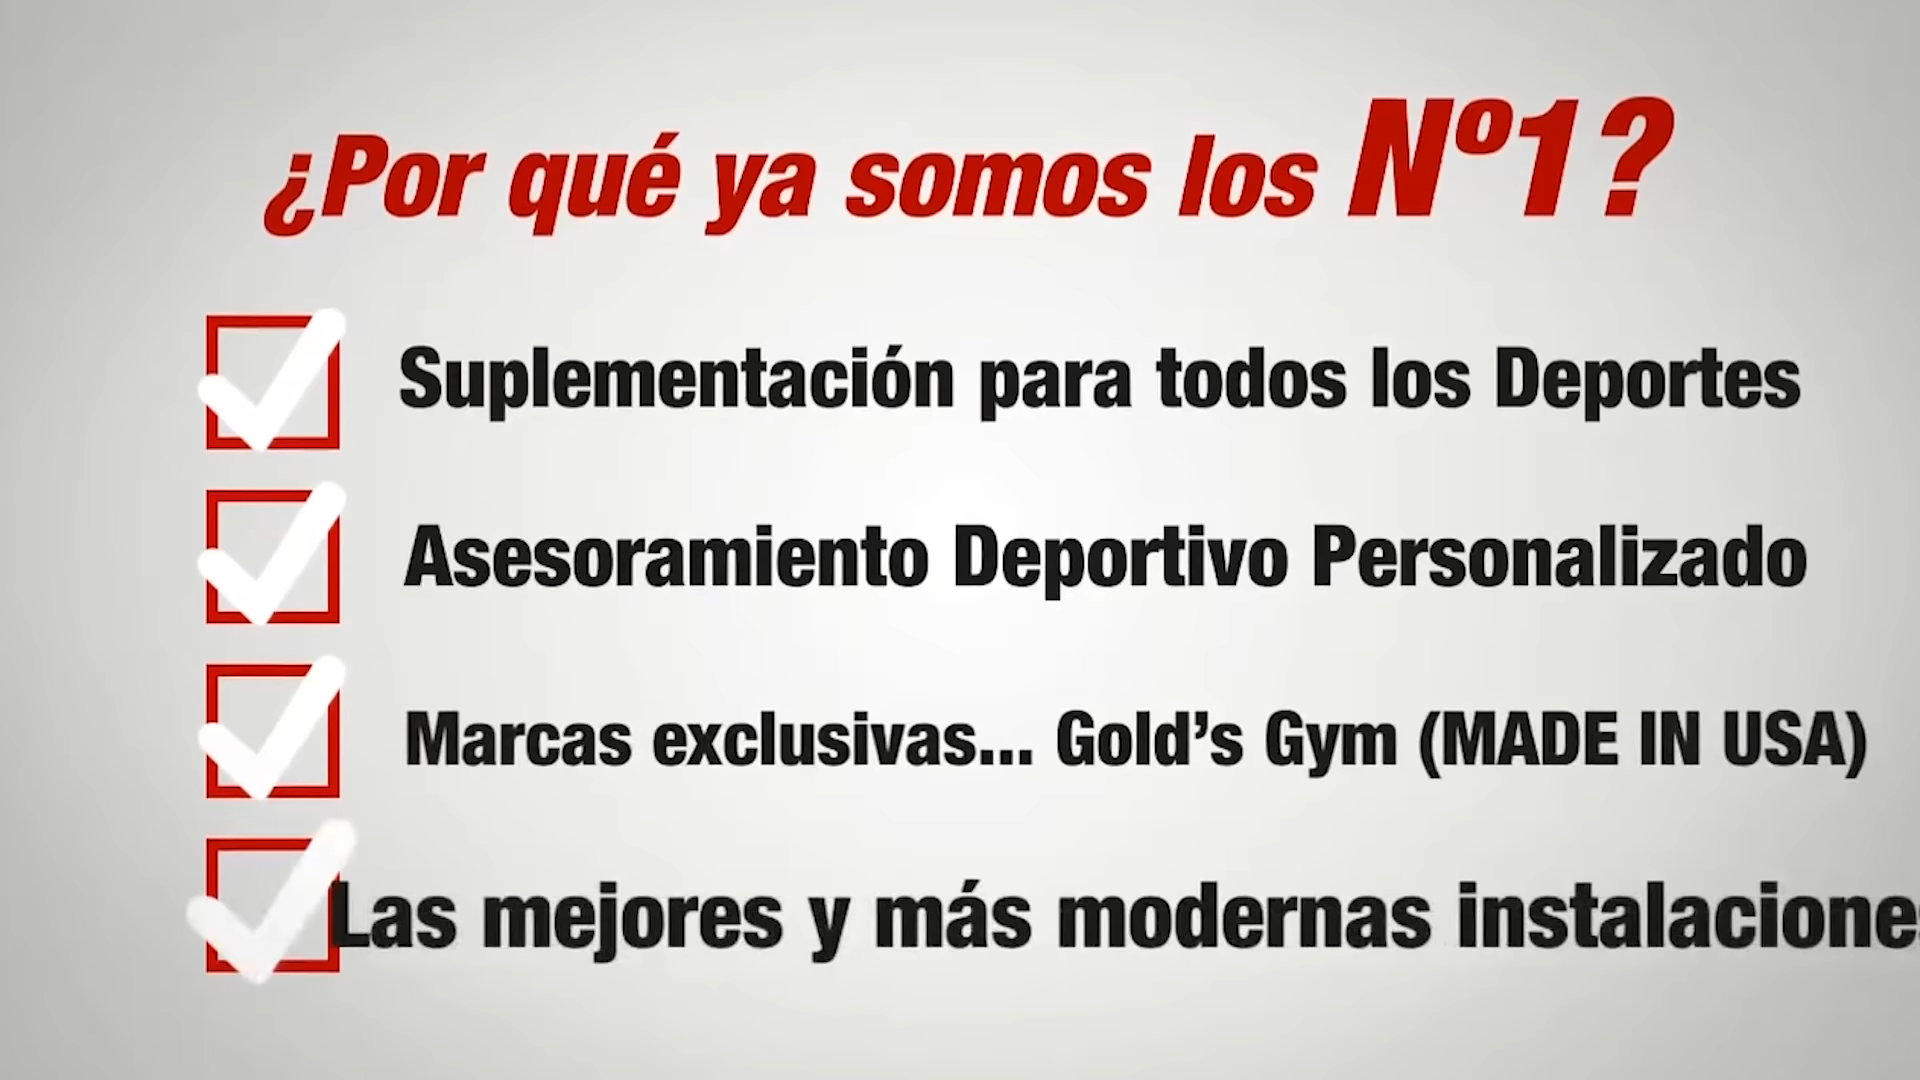 ¿Por qué ya somos los Nº1?
Suplementación para todos los Deportes
Asesoramiento Deportivo Personalizado
Marcas exclusivas... Gold’s Gym (MADE IN USA)
Las mejores y más modernas instalaciones